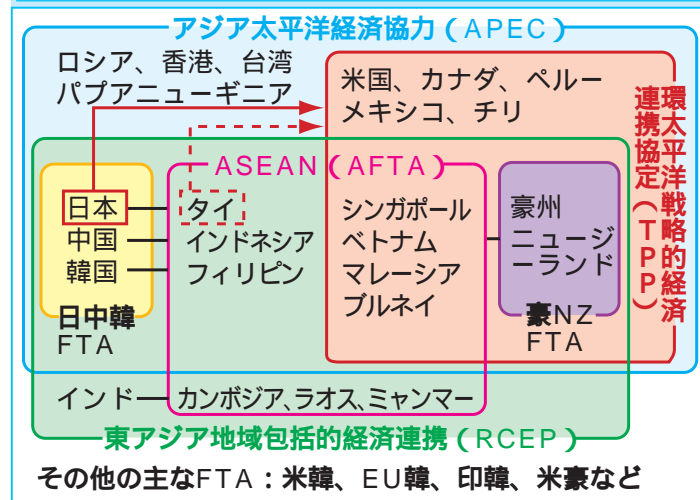 アジア太平洋経済協力（APEC）
ロシア、香港、台湾
パプアニューギニア
米国、カナダ、ペルー
メキシコ、チリ
環太平洋戦略的経済
連携協定（TPP）
ASEAN（AFTA）
日本
中国
韓国
日中韓
FTA
タイ
インドネシア
フィリピン
シンガポール
ベトナム
マレーシア
ブルネイ
豪州
ニュージ
ーランド
豪NZ
FTA
インド
カンボジア、ラオス、ミャンマー
東アジア地域包括的経済連携（RCEP）
その他の主なFTA：米韓、EU韓、印韓、米豪など